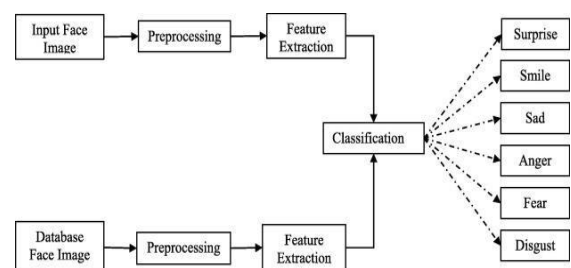 Input Face
Image
Preprocessing
Feature
Extraction
Classification
Database
Face Image
Preprocessing
Feature
Extraction
Surprise
Smile
Sad
Anger
Fear
Disgust